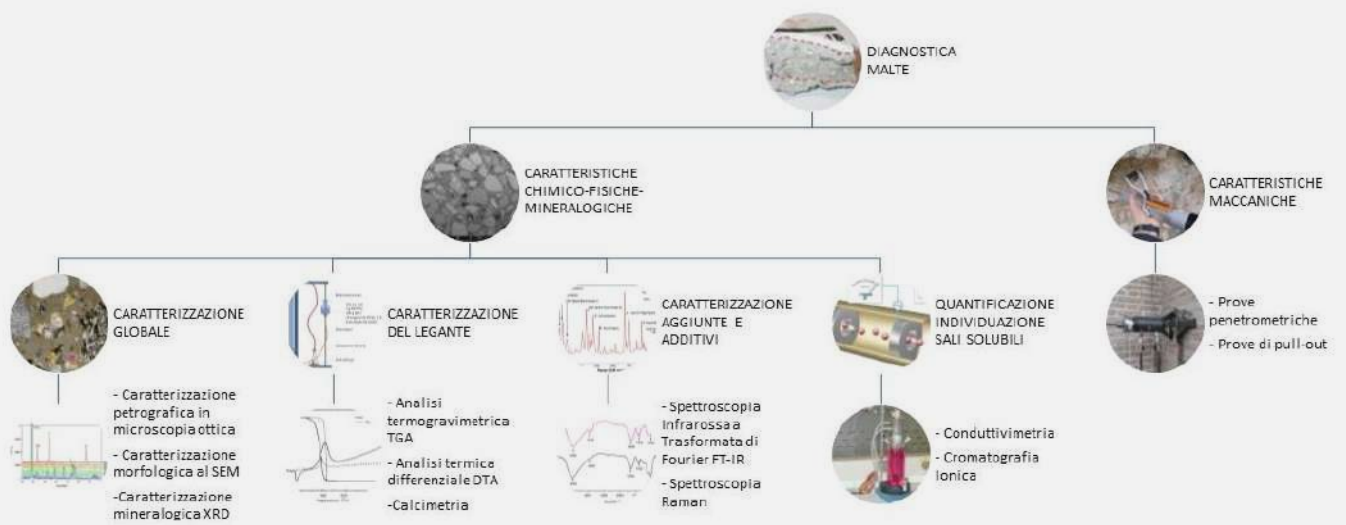 DIAGNOSTICA
MALTE
CARATTERISTICHE
CHIMICO-FISICHE-
MINERALOGICHE
CARATTERISTICHE
MACCANICHE
CARATTERIZZAZIONE
GLOBALE
CARATTERIZZAZIONE
DEL LEGANTE
CARATTERIZZAZIONE
AGGIUNTE E
ADDITIVI
QUANTIFICAZIONE
INDIVIDUAZIONE
SALI SOLUBILI
- Prove
penetrometriche
- Prove di pull-out
- Caratterizzazione
petrografica in
microscopia ottica
- Caratterizzazione
morfologica al SEM
-Caratterizzazione
mineralogica XRD
- Analisi
termogravimetrica
TGA
- Analisi termica
differenziale DTA
-Calcimetria
- Spettroscopia
Infrarossa a
Trasformata di
Fourier FT-IR
- Spettroscopia
Raman
- Conduttivimetria
- Cromatografia
Ionica